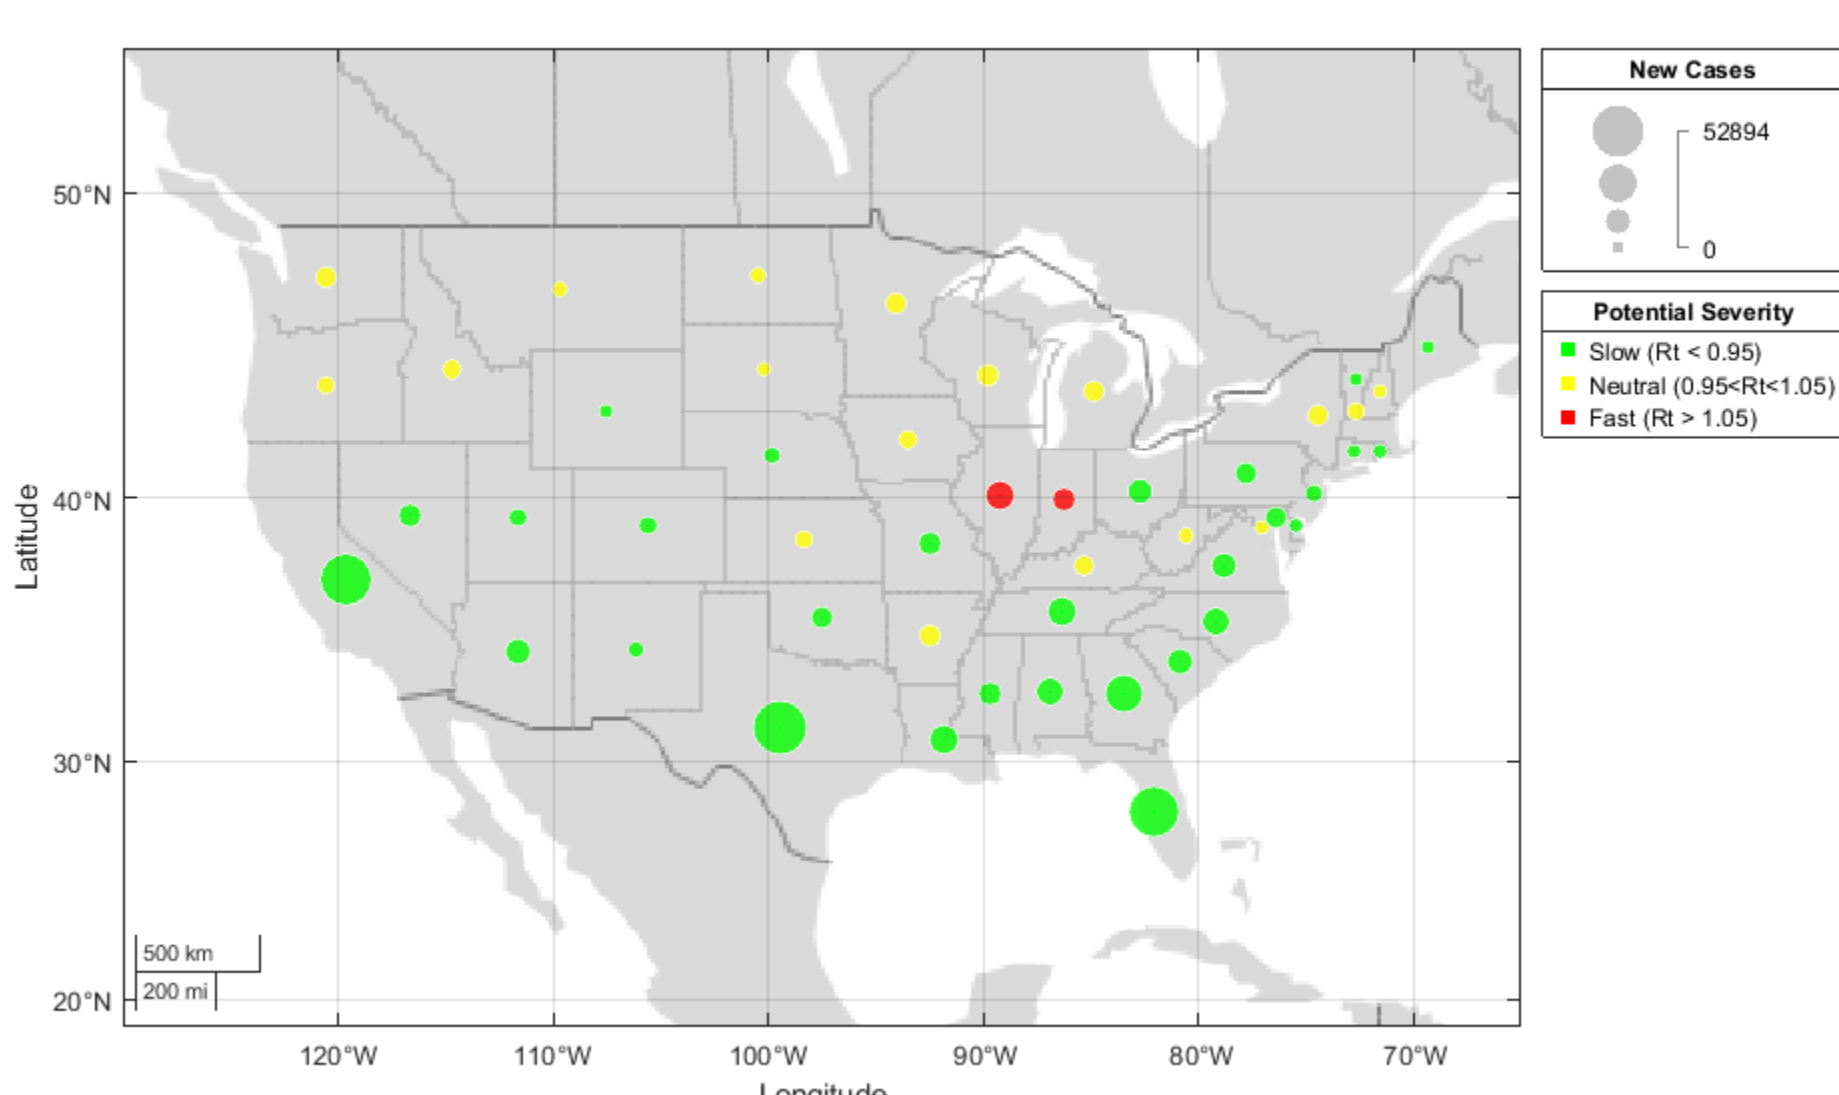 New Cases
52894
0
Potential Severity
Slow (Rt < 0.95)
Neutral (0.95<Rt<1.05)
Fast (Rt > 1.05)
50°N
40°N
30°N
20°N
Latitude
500 km
200 mi
120°W
110°W
100°W
90°W
80°W
70°W
Longitude